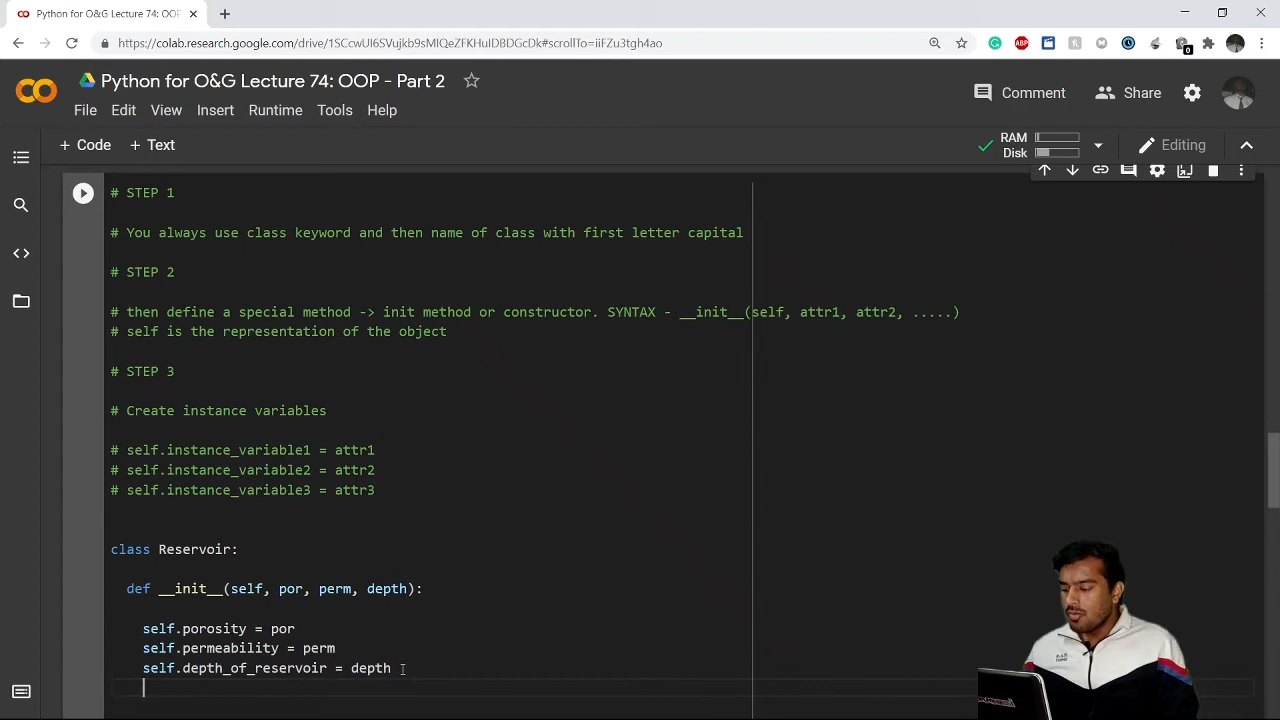 Python for O&G Lecture 74: OOP
https://colab.research.google.com/drive/1SCcwLl6SVujkb9sMIQeZFKHuIDBDGcDk#scrollTo=iiFZu3tgh4ao
Python for O&G Lecture 74: OOP - Part 2
File Edit View Insert Runtime Tools Help
Comment Share
+ Code + Text
RAM
Disk
Editing
# STEP 1
# You always use class keyword and then name of class with first letter capital
# STEP 2
# then define a special method -> init method or constructor. SYNTAX - __init__(self, attr1, attr2, .....)
# self is the representation of the object
# STEP 3
# Create instance variables
# self.instance_variable1 = attr1
# self.instance_variable2 = attr2
# self.instance_variable3 = attr3
class Reservoir:
def __init__(self, por, perm, depth):
self.porosity = por
self.permeability = perm
self.depth_of_reservoir = depth